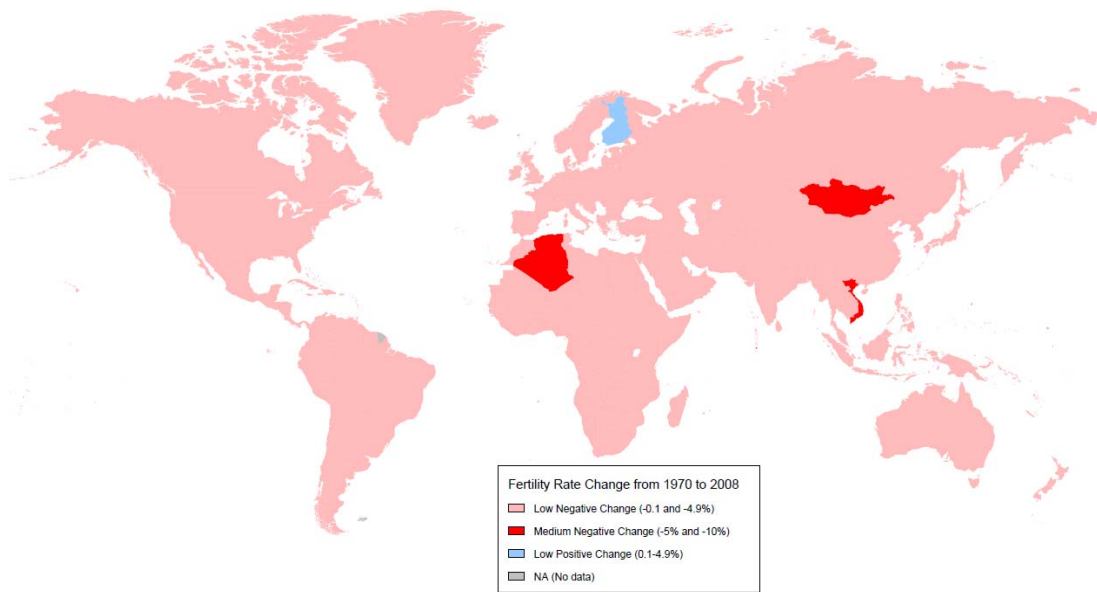 Fertility Rate Change from 1970 to 2008
Low Negative Change (-0.1 and -4.9%)
Medium Negative Change (-5% and -10%)
Low Positive Change (0.1-4.9%)
NA (No data)